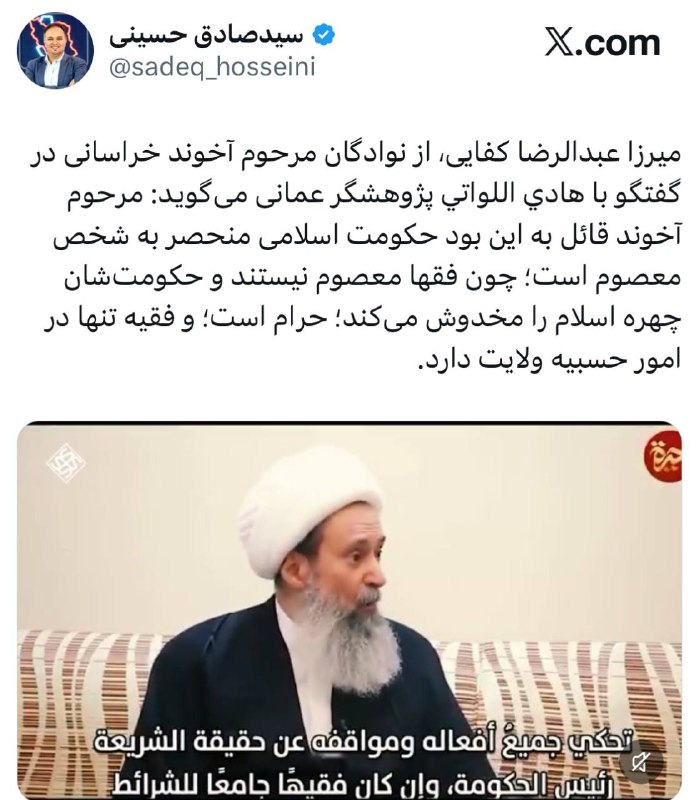 سیدصادق حسینی
X.com
@sadeq_hosseini
میرزا عبدالرضا کفایی، از نوادگان مرحوم آخوند خراسانی در
گفتگو با هادي اللواتي پژوهشگر عمانی می‌گوید: مرحوم
آخوند قائل به این بود حکومت اسلامی منحصر به شخص
معصوم است؛ چون فقها معصوم نیستند و حکومت‌شان
چهره اسلام را مخدوش می‌کند؛ حرام است؛ و فقیه تنها در
امور حسبیه ولایت دارد.
تحكي جميعُ أفعاله ومواقفه عن حقيقة الشريعة
رئيس الحكومة، وإن كان فقيهًا جامعًا للشرائط